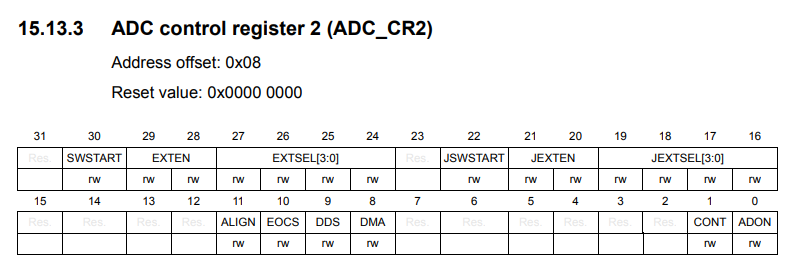 15.13.3 ADC control register 2 (ADC_CR2)
Address offset: 0x08
Reset value: 0x0000 0000
31 30 29 28 27 26 25 24 23 22 21 20 19 18 17 16
Res. SWSTART EXTEN EXTSEL[3:0] Res. JSWSTART JEXTEN JEXTSEL[3:0]
rw rw rw rw rw rw rw rw rw rw rw rw rw rw
15 14 13 12 11 10 9 8 7 6 5 4 3 2 1 0
Res. Res. Res. Res. ALIGN EOCS DDS DMA Res. Res. Res. Res. Res. Res. CONT ADON
rw rw rw rw rw rw